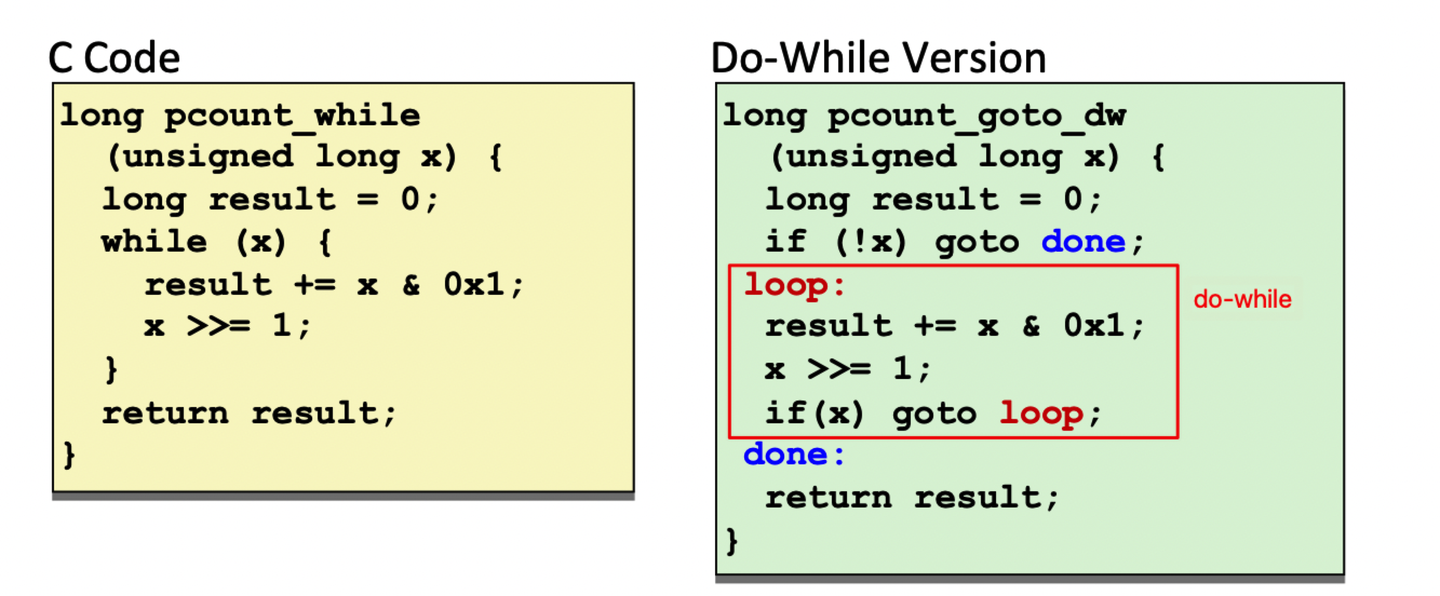 C Code
long pcount_while
(unsigned long x) {
long result = 0;
while (x) {
result += x & 0x1;
x >>= 1;
}
return result;
}
Do-While Version
long pcount_goto_dw
(unsigned long x) {
long result = 0;
if (!x) goto done;
loop:
result += x & 0x1;
x >>= 1;
if(x) goto loop;
done:
return result;
}
do-while